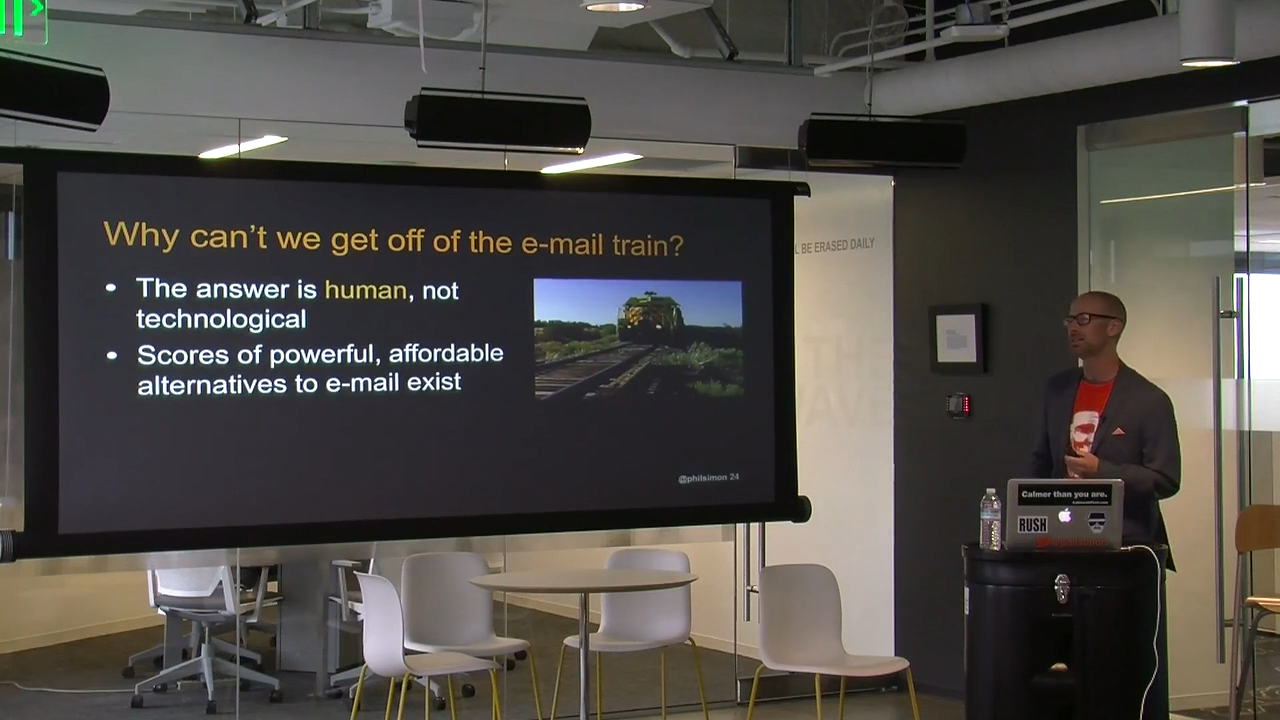 Why can't we get off of the e-mail train?
• The answer is human, not
technological
• Scores of powerful, affordable
alternatives to e-mail exist
@philsimon 24
BE ERASED DAILY
Calmer than you are.
RUSH